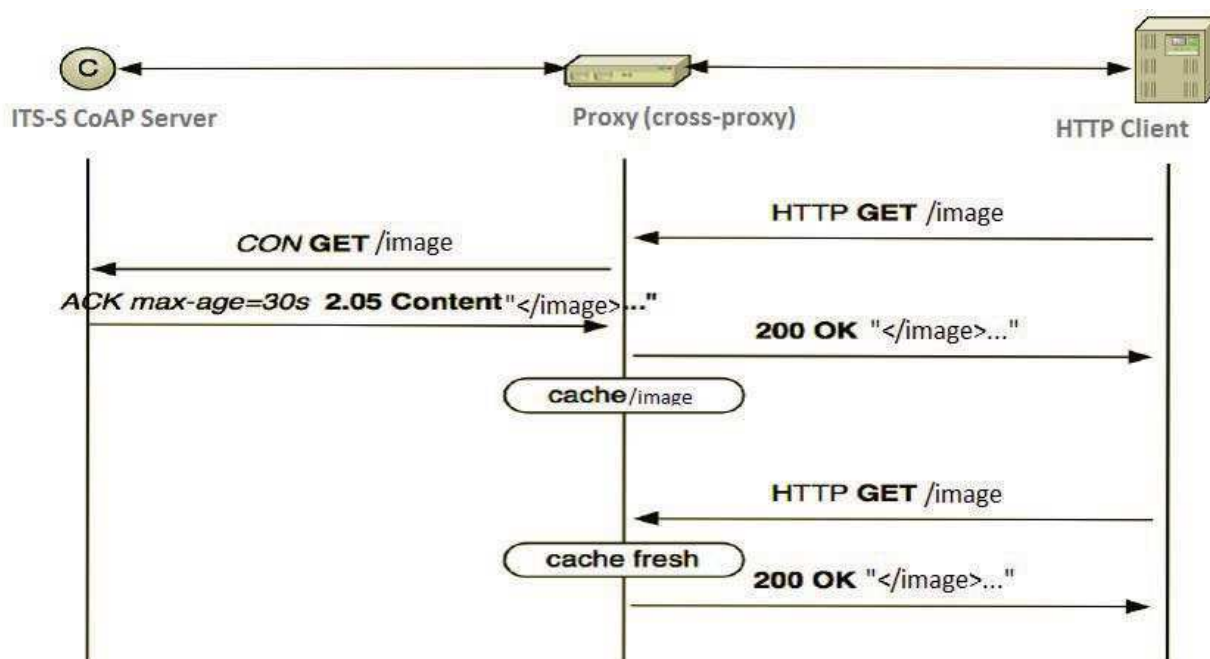 C
ITS-S CoAP Server
Proxy (cross-proxy)
HTTP Client
HTTP GET /image
CON GET /image
ACK max-age=30s 2.05 Content "</image>..."
200 OK "</image>..."
cache/image
HTTP GET /image
cache fresh
200 OK "</image>..."